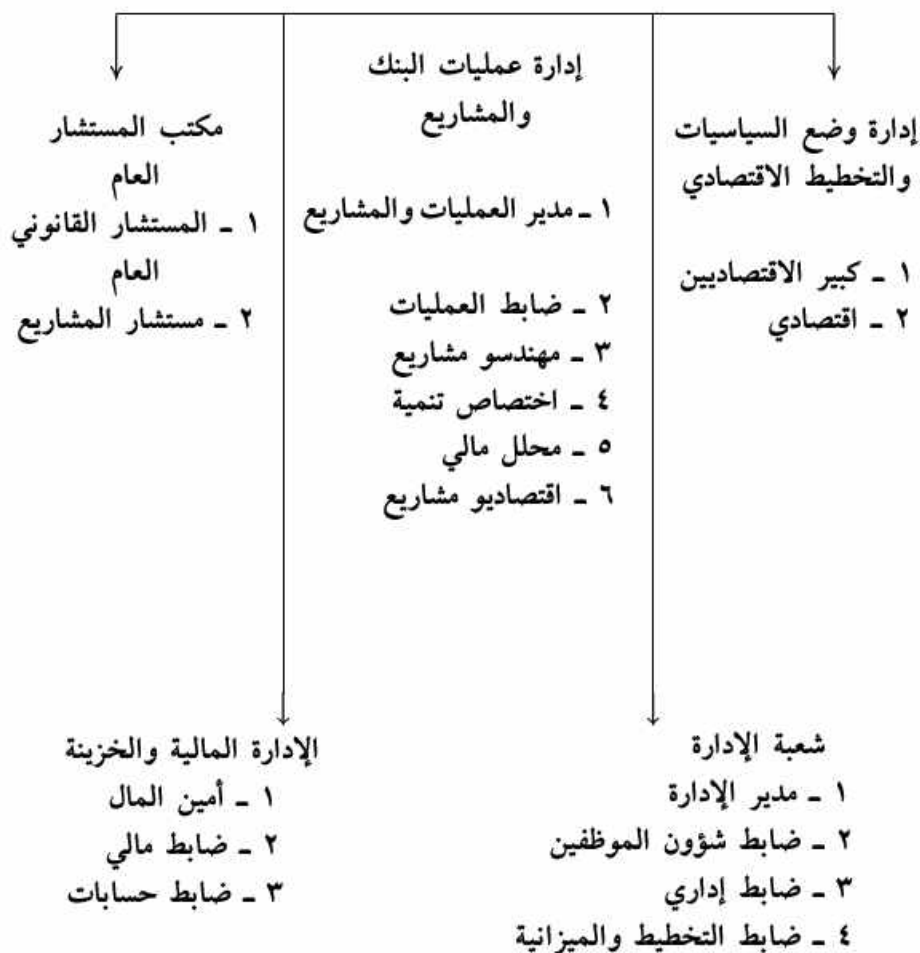 إدارة وضع السياسيات
والتخطيط الاقتصادي
١ ـ كبير الاقتصاديين
٢ ـ اقتصادي
إدارة عمليات البنك
والمشاريع
١ ـ مدير العمليات والمشاريع
٢ ـ ضابط العمليات
٣ ـ مهندسو مشاريع
٤ ـ اختصاص تنمية
٥ ـ محلل مالي
٦ ـ اقتصاديو مشاريع
مكتب المستشار
العام
١ ـ المستشار القانوني
العام
٢ ـ مستشار المشاريع
شعبة الإدارة
١ ـ مدير الإدارة
٢ ـ ضابط شؤون الموظفين
٣ ـ ضابط إداري
٤ ـ ضابط التخطيط والميزانية
الإدارة المالية والخزينة
١ ـ أمين المال
٢ ـ ضابط مالي
٣ ـ ضابط حسابات